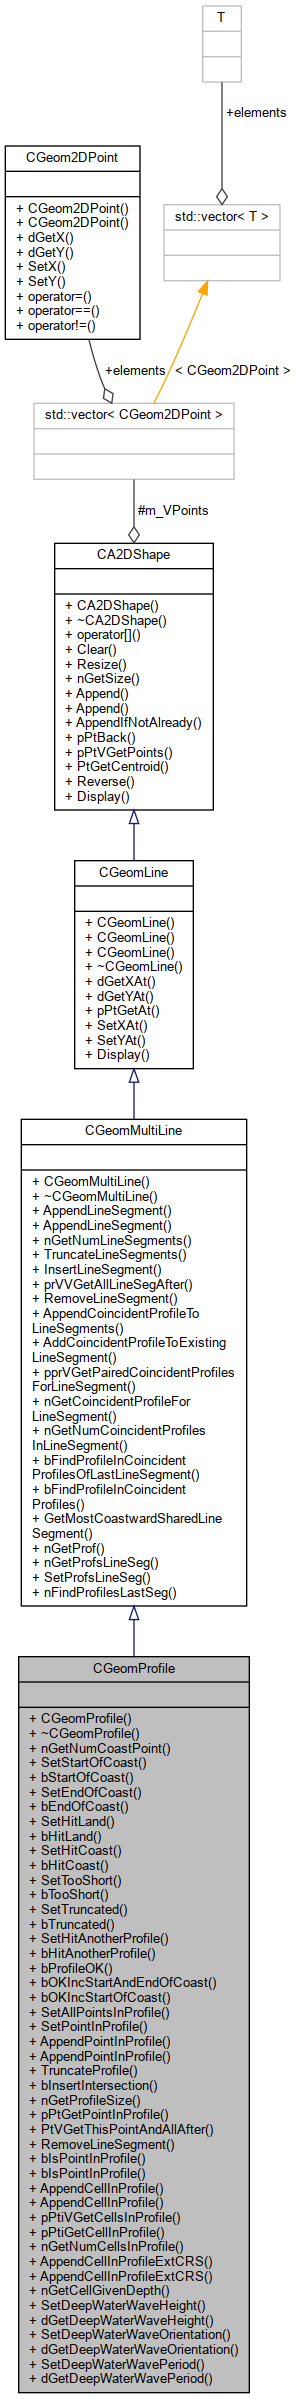 T
+elements
CGeom2DPoint
+ CGeom2DPoint()
+ CGeom2DPoint()
+ dGetX()
+ dGetY()
+ SetX()
+ SetY()
+ operator=()
+ operator==()
+ operator!=()
std::vector< T >
+elements
< CGeom2DPoint >
std::vector< CGeom2DPoint >
#m_VPoints
CA2DShape
+ CA2DShape()
+ ~CA2DShape()
+ operator[]()
+ Clear()
+ Resize()
+ nGetSize()
+ Append()
+ Append()
+ AppendIfNotAlready()
+ pPtBack()
+ pPtVGetPoints()
+ PtGetCentroid()
+ Reverse()
+ Display()
CGeomLine
+ CGeomLine()
+ CGeomLine()
+ CGeomLine()
+ ~CGeomLine()
+ dGetXAt()
+ dGetYAt()
+ pPtGetAt()
+ SetXAt()
+ SetYAt()
+ Display()
CGeomMultiLine
+ CGeomMultiLine()
+ ~CGeomMultiLine()
+ AppendLineSegment()
+ AppendLineSegment()
+ nGetNumLineSegments()
+ TruncateLineSegments()
+ InsertLineSegment()
+ prVVGetAllLineSegAfter()
+ RemoveLineSegment()
+ AppendCoincidentProfileTo
LineSegments()
+ AddCoincidentProfileToExisting
LineSegment()
+ pprVGetPairedCoincidentProfiles
ForLineSegment()
+ nGetCoincidentProfileFor
LineSegment()
+ nGetNumCoincidentProfiles
InLineSegment()
+ bFindProfileInCoincident
ProfilesOfLastLineSegment()
+ bFindProfileInCoincident
Profiles()
+ GetMostCoastwardSharedLine
Segment()
+ nGetProf()
+ nGetProfsLineSeg()
+ SetProfsLineSeg()
+ nFindProfilesLastSeg()
CGeomProfile
+ CGeomProfile()
+ ~CGeomProfile()
+ nGetNumCoastPoint()
+ SetStartOfCoast()
+ bStartOfCoast()
+ SetEndOfCoast()
+ bEndOfCoast()
+ SetHitLand()
+ bHitLand()
+ SetHitCoast()
+ bHitCoast()
+ SetTooShort()
+ bTooShort()
+ SetTruncated()
+ bTruncated()
+ SetHitAnotherProfile()
+ bHitAnotherProfile()
+ bProfileOK()
+ bOKIncStartAndEndOfCoast()
+ bOKIncStartOfCoast()
+ SetAllPointsInProfile()
+ SetPointInProfile()
+ AppendPointInProfile()
+ AppendPointInProfile()
+ TruncateProfile()
+ bInsertIntersection()
+ nGetProfileSize()
+ pPtGetPointInProfile()
+ PtVGetThisPointAndAllAfter()
+ RemoveLineSegment()
+ bIsPointInProfile()
+ bIsPointInProfile()
+ AppendCellInProfile()
+ AppendCellInProfile()
+ pPtiVGetCellsInProfile()
+ pPtiGetCellInProfile()
+ nGetNumCellsInProfile()
+ AppendCellInProfileExtCRS()
+ AppendCellInProfileExtCRS()
+ nGetCellGivenDepth()
+ SetDeepWaterWaveHeight()
+ dGetDeepWaterWaveHeight()
+ SetDeepWaterWaveOrientation()
+ dGetDeepWaterWaveOrientation()
+ SetDeepWaterWavePeriod()
+ dGetDeepWaterWavePeriod()